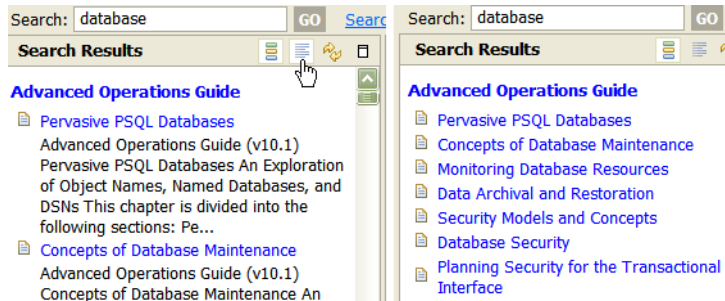 Search: database GO Searc
Search Results
Advanced Operations Guide
Pervasive PSQL Databases
Advanced Operations Guide (v10.1)
Pervasive PSQL Databases An Exploration
of Object Names, Named Databases, and
DSNs This chapter is divided into the
following sections: Pe...
Concepts of Database Maintenance
Advanced Operations Guide (v10.1)
Concepts of Database Maintenance An
Search: database GO
Search Results
Advanced Operations Guide
Pervasive PSQL Databases
Concepts of Database Maintenance
Monitoring Database Resources
Data Archival and Restoration
Security Models and Concepts
Database Security
Planning Security for the Transactional
Interface